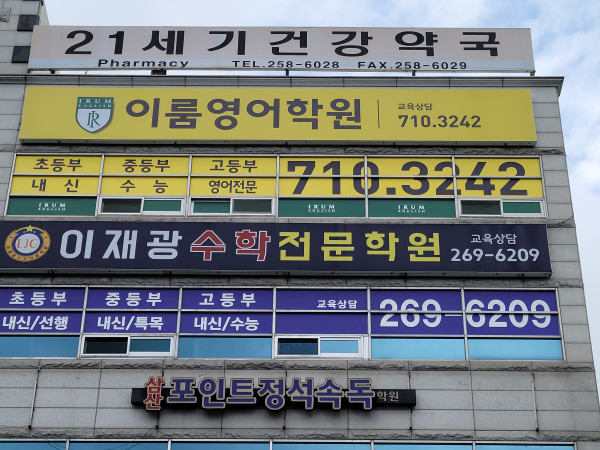 21세기건강약국
Pharmacy TEL.258-6028 FAX.258-6029
IRUM ENGLISH
이룸영어학원
교육상담
710.3242
초등부 중등부 고등부
내신 수능 영어전문
710.3242
IRUM ENGLISH
IRUM ENGLISH
IRUM ENGLISH
LJC
이재광수학전문학원
교육상담
269-6209
초등부 중등부 고등부
내신/선행 내신/특목 내신/수능
교육상담
269-6209
삼산 포인트정석속독학원